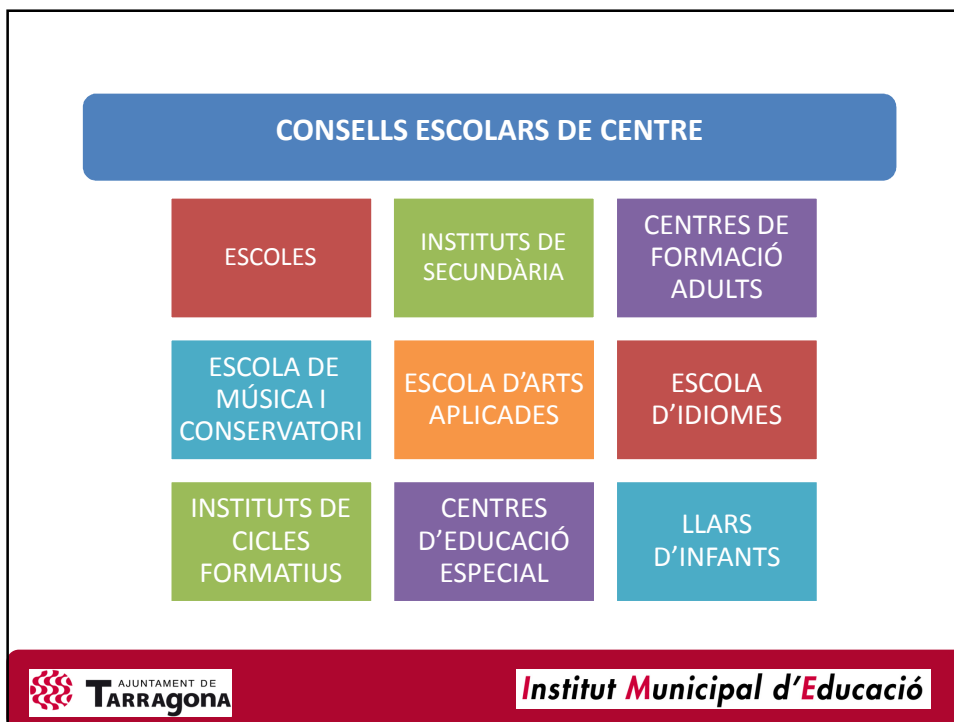 CONSELLS ESCOLARS DE CENTRE
ESCOLES
INSTITUTS DE
SECUNDÀRIA
CENTRES DE
FORMACIÓ
ADULTS
ESCOLA DE
MÚSICA I
CONSERVATORI
ESCOLA D’ARTS
APLICADES
ESCOLA
D’IDIOMES
INSTITUTS DE
CICLES
FORMATIUS
CENTRES
D’EDUCACIÓ
ESPECIAL
LLARS
D’INFANTS
AJUNTAMENT DE
TARRAgona
Institut Municipal d’Educació